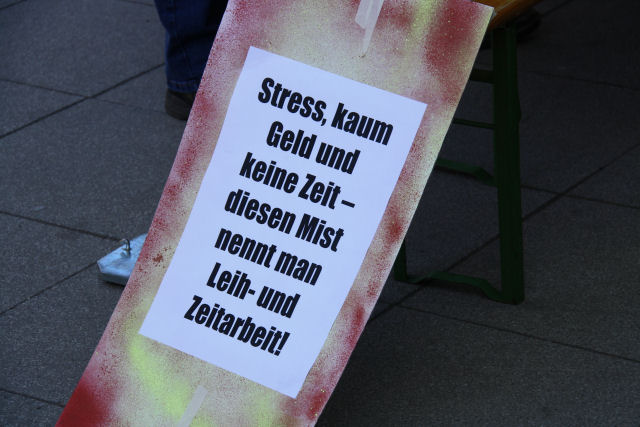 Stress, kaum
Geld und
keine Zeit –
diesen Mist
nennt man
Leih- und
Zeitarbeit!